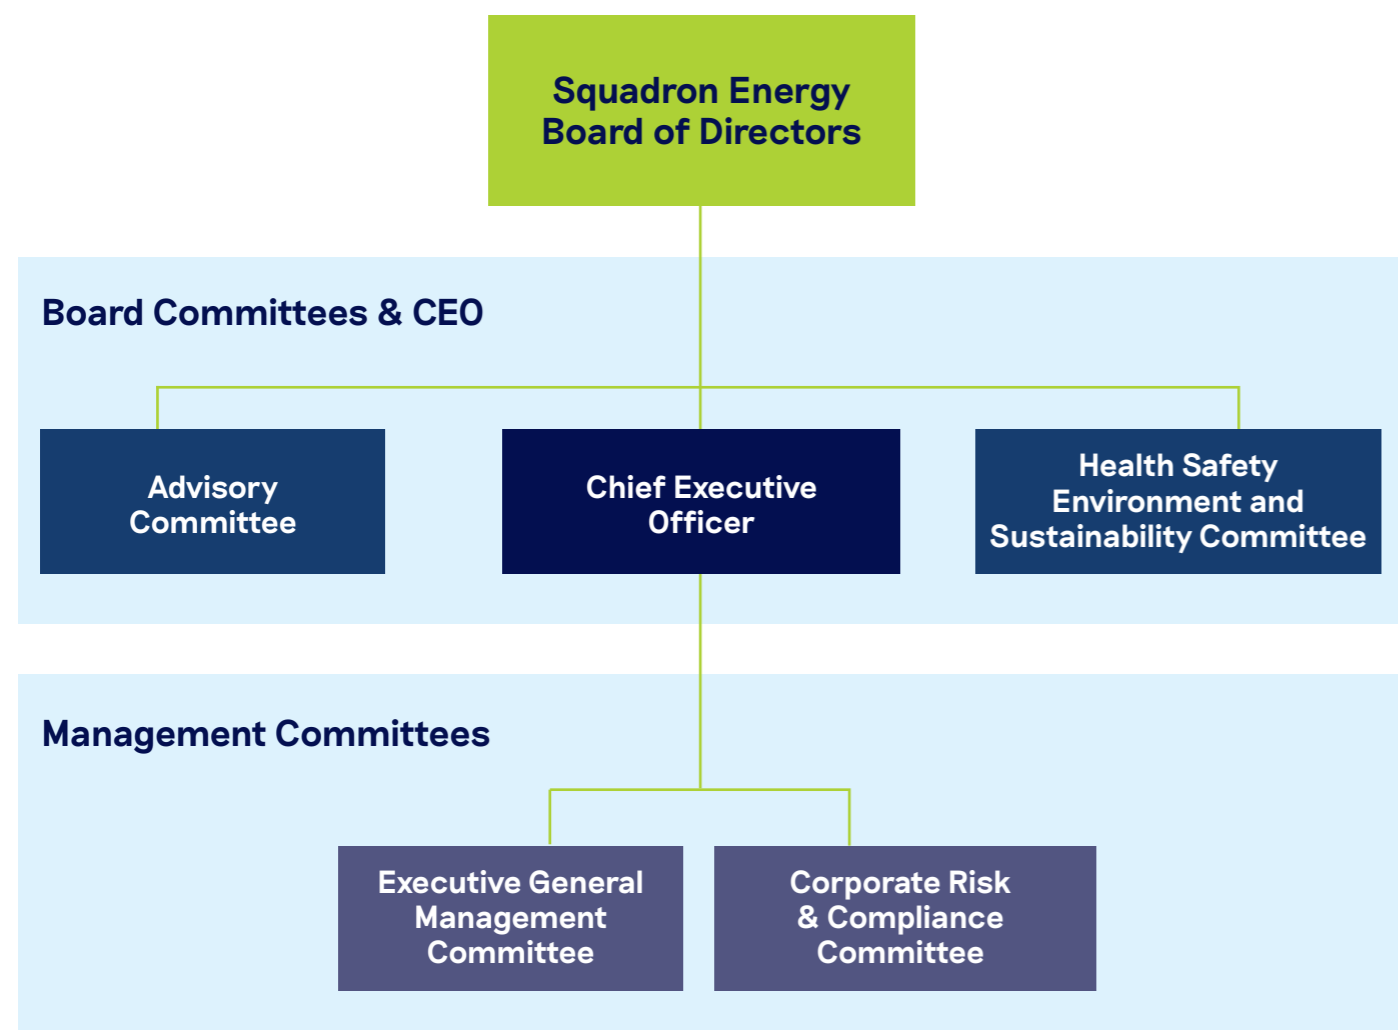 Squadron Energy
Board of Directors
Board Committees & CEO
Advisory
Committee
Chief Executive
Officer
Health Safety
Environment and
Sustainability Committee
Management Committees
Executive General
Management
Committee
Corporate Risk
& Compliance
Committee